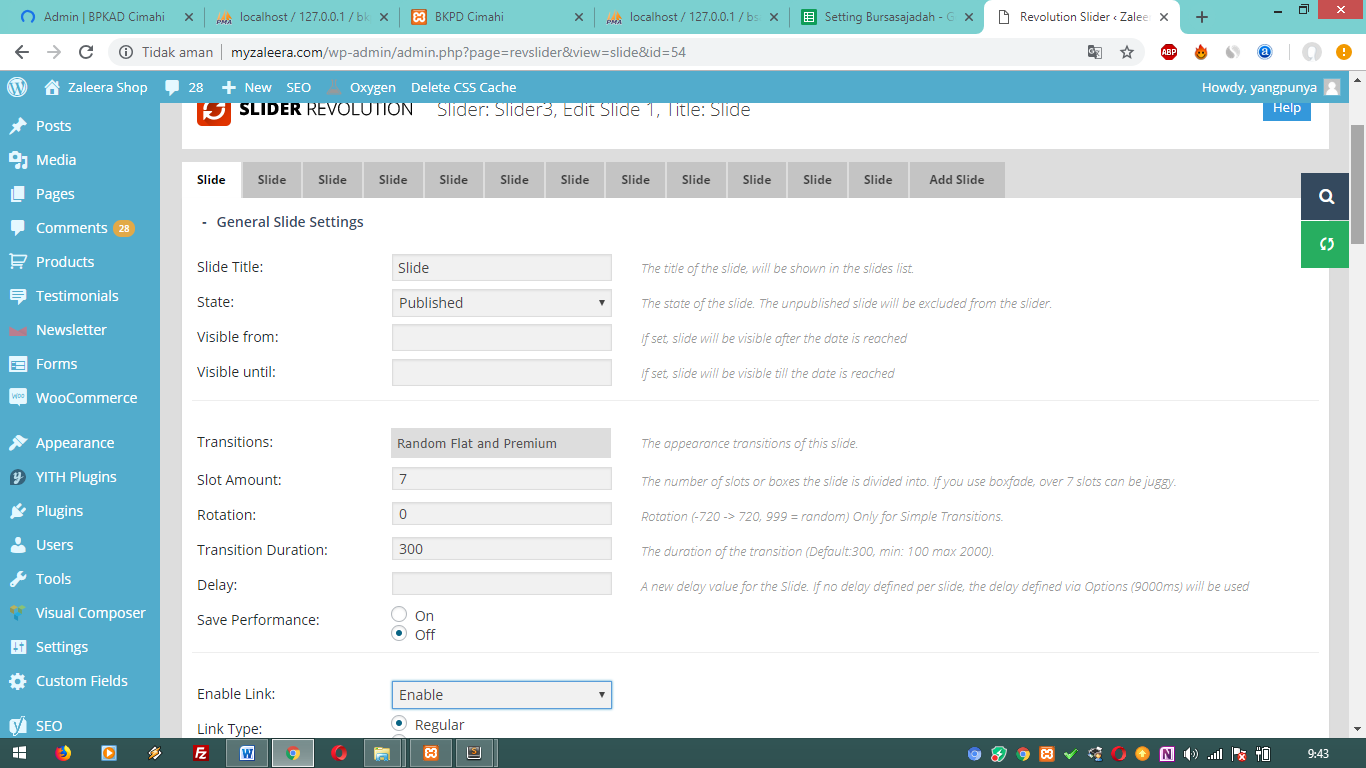 Admin | BPKAD Cimahi
localhost / 127.0.0.1 / bk
BKPD Cimahi
localhost / 127.0.0.1 / bs
Setting Bursasajadah - G
Revolution Slider ‹ Zalee
Tidak aman | myzaleera.com/wp-admin/admin.php?page=revslider&view=slide&id=54
ABP
a
Zaleera Shop
28
New
SEO
Oxygen
Delete CSS Cache
Howdy, yangpunya
Posts
Media
Pages
Comments 28
Products
Testimonials
Newsletter
Forms
WooCommerce
Appearance
YITH Plugins
Plugins
Users
Tools
Visual Composer
Settings
Custom Fields
SEO
SLIDER REVOLUTION
Slider: Slider3, Edit Slide 1, Title: Slide
Help
Slide Slide Slide Slide Slide Slide Slide Slide Slide Slide Slide Slide Add Slide
- General Slide Settings
Slide Title: Slide The title of the slide, will be shown in the slides list.
State: Published The state of the slide. The unpublished slide will be excluded from the slider.
Visible from: If set, slide will be visible after the date is reached
Visible until: If set, slide will be visible till the date is reached
Transitions: Random Flat and Premium The appearance transitions of this slide.
Slot Amount: 7 The number of slots or boxes the slide is divided into. If you use boxfade, over 7 slots can be juggy.
Rotation: 0 Rotation (-720 -> 720, 999 = random) Only for Simple Transitions.
Transition Duration: 300 The duration of the transition (Default:300, min: 100 max 2000).
Delay: A new delay value for the Slide. If no delay defined per slide, the delay defined via Options (9000ms) will be used
Save Performance: On
Off
Enable Link: Enable
Link Type: Regular
9:43